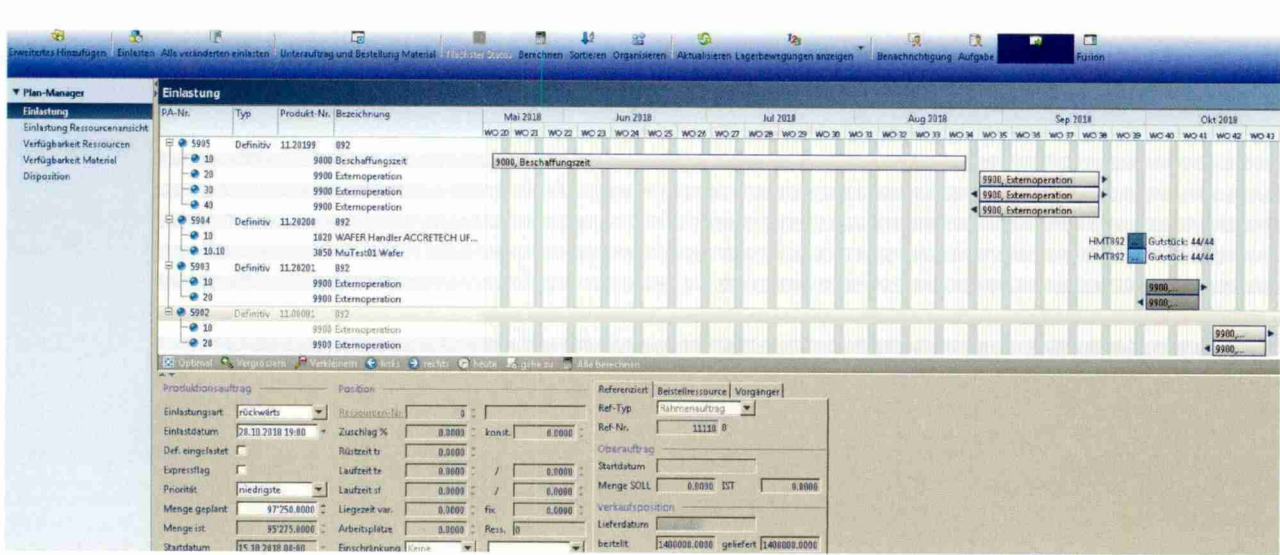 Erweitertes Hinzufügen Einlasten Alle veränderten einlasten Unterauftrag und Bestellung Material Nächster Status Berechnen Sortieren Organisieren Aktualisieren Lagerbewegungen anzeigen Benachrichtigung Aufgabe Fusion
Plan-Manager
Einlastung
Einlastung Ressourcenansicht
Verfügbarkeit Ressourcen
Verfügbarkeit Material
Disposition
Einlastung
PA-Nr. Typ Produkt-Nr. Bezeichnung Mai 2018 Jun 2018 Jul 2018 Aug 2018 Sep 2018 Okt 2018
WO 20 WO 21 WO 22 WO 23 WO 24 WO 25 WO 26 WO 27 WO 28 WO 29 WO 30 WO 31 WO 32 WO 33 WO 34 WO 35 WO 36 WO 37 WO 38 WO 39 WO 40 WO 41 WO 42 WO 43
5905 Definitiv 11.20199 892
10 9000 Beschaffungszeit 9000, Beschaffungszeit
20 9900 Externoperation 9900, Externoperation
30 9900 Externoperation 9900, Externoperation
40 9900 Externoperation 9900, Externoperation
5904 Definitiv 11.20200 892
10 1820 WAFER Handler ACCRETECH UF... HMT892 ... Gutstück: 44/44
10.10 3050 MuTest01 Wafer HMT892 ... Gutstück: 44/44
5903 Definitiv 11.20201 892
10 9900 Externoperation 9900,...
20 9900 Externoperation 9900,...
5902 Definitiv 892
10 9900 Externoperation 9900,...
20 9900 Externoperation 9900,...
Optimal Vergrössern Verkleinern links rechts heute gehe zu Alle berechnen
Produktionsauftrag Position Referenziert Beistellressource Vorgänger
Einlastungsart rückwärts Ressourcen-Nr. 0 Ref-Typ Rahmenauftrag
Einlastdatum 28.10.2018 19:00 Zuschlag % 0.0000 konst. 0.0000 Ref-Nr. 11110 0
Def. eingelastet Rüstzeit tr 0.0000 Oberauftrag
Expressflag Laufzeit te 0.0000 / 0.0000 Startdatum
Priorität niedrigste Laufzeit sf 0.0000 / 0.0000 Menge SOLL 0.0000 IST 0.0000
Menge geplant 97'250.0000 Liegezeit var. 0.0000 fix 0.0000 Verkaufsposition
Menge ist 95'275.0000 Arbeitsplätze 0.0000 Ress. 0 Lieferdatum
Startdatum 15.10.2018 00:00 Einschränkung Keine bestellt 1400000.0000 geliefert 1400000.0000